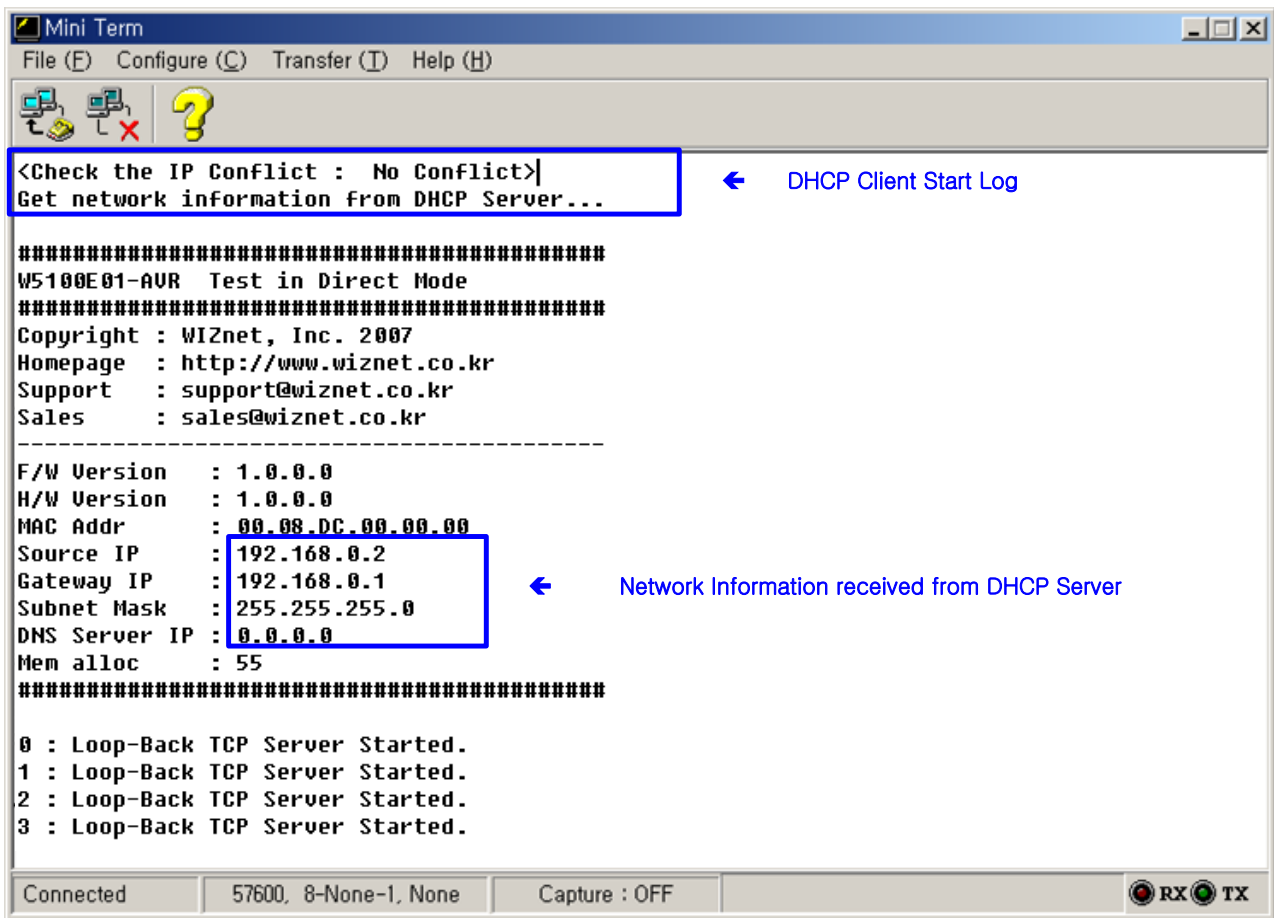 Mini Term
File (F) Configure (C) Transfer (T) Help (H)
<Check the IP Conflict :  No Conflict>
Get network information from DHCP Server...
← DHCP Client Start Log
###########################################
W5100E01-AVR  Test in Direct Mode
###########################################
Copyright : WIZnet, Inc. 2007
Homepage  : http://www.wiznet.co.kr
Support   : support@wiznet.co.kr
Sales     : sales@wiznet.co.kr
-------------------------------------------
F/W Version   : 1.0.0.0
H/W Version   : 1.0.0.0
MAC Addr      : 00.08.DC.00.00.00
Source IP     : 192.168.0.2
Gateway IP    : 192.168.0.1
Subnet Mask   : 255.255.255.0
DNS Server IP : 0.0.0.0
← Network Information received from DHCP Server
Mem alloc     : 55
###########################################
0 : Loop-Back TCP Server Started.
1 : Loop-Back TCP Server Started.
.2 : Loop-Back TCP Server Started.
3 : Loop-Back TCP Server Started.
Connected 57600, 8-None-1, None Capture : OFF RX TX